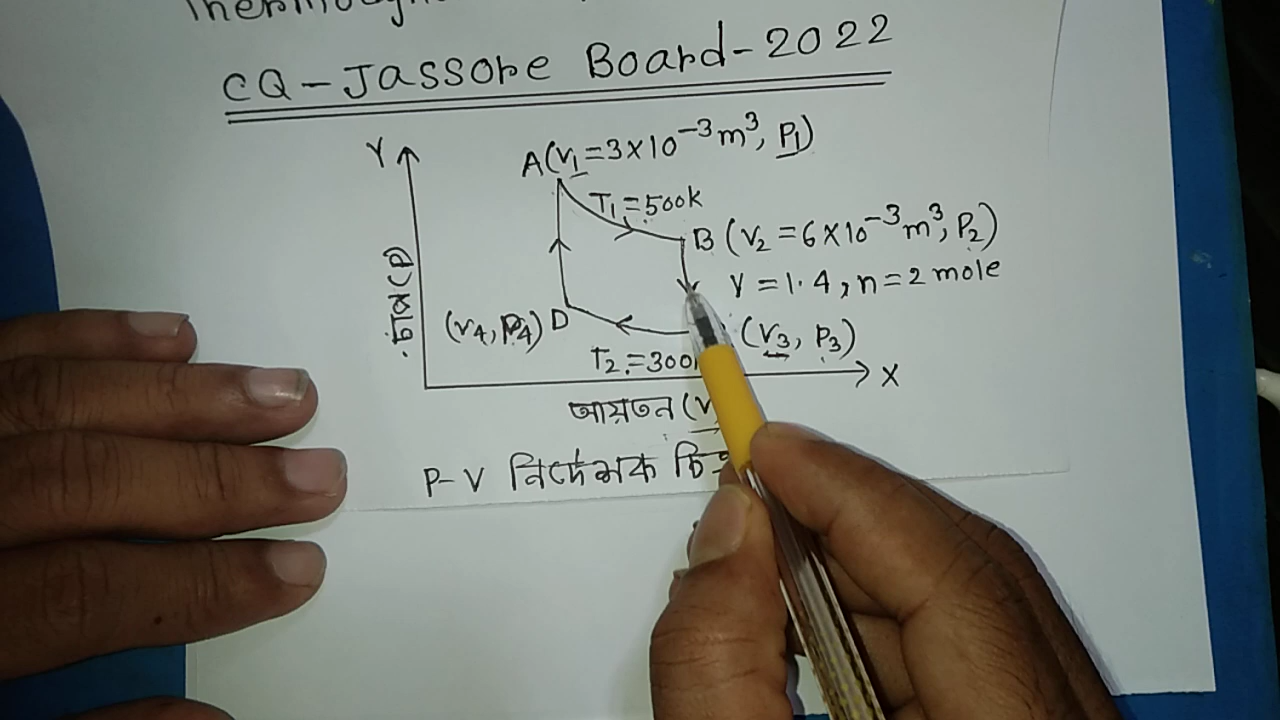 CQ-Jassore Board-2022
Y
A(V₁=3×10⁻³m³, P₁)
T₁=500K
B (V₂=6×10⁻³m³, P₂)
চাপ (P)
γ=1.4, n=2 mole
(V₄, P₄) D
(V₃, P₃)
T₂=300
X
আয়তন (V
P-V নির্দেশক